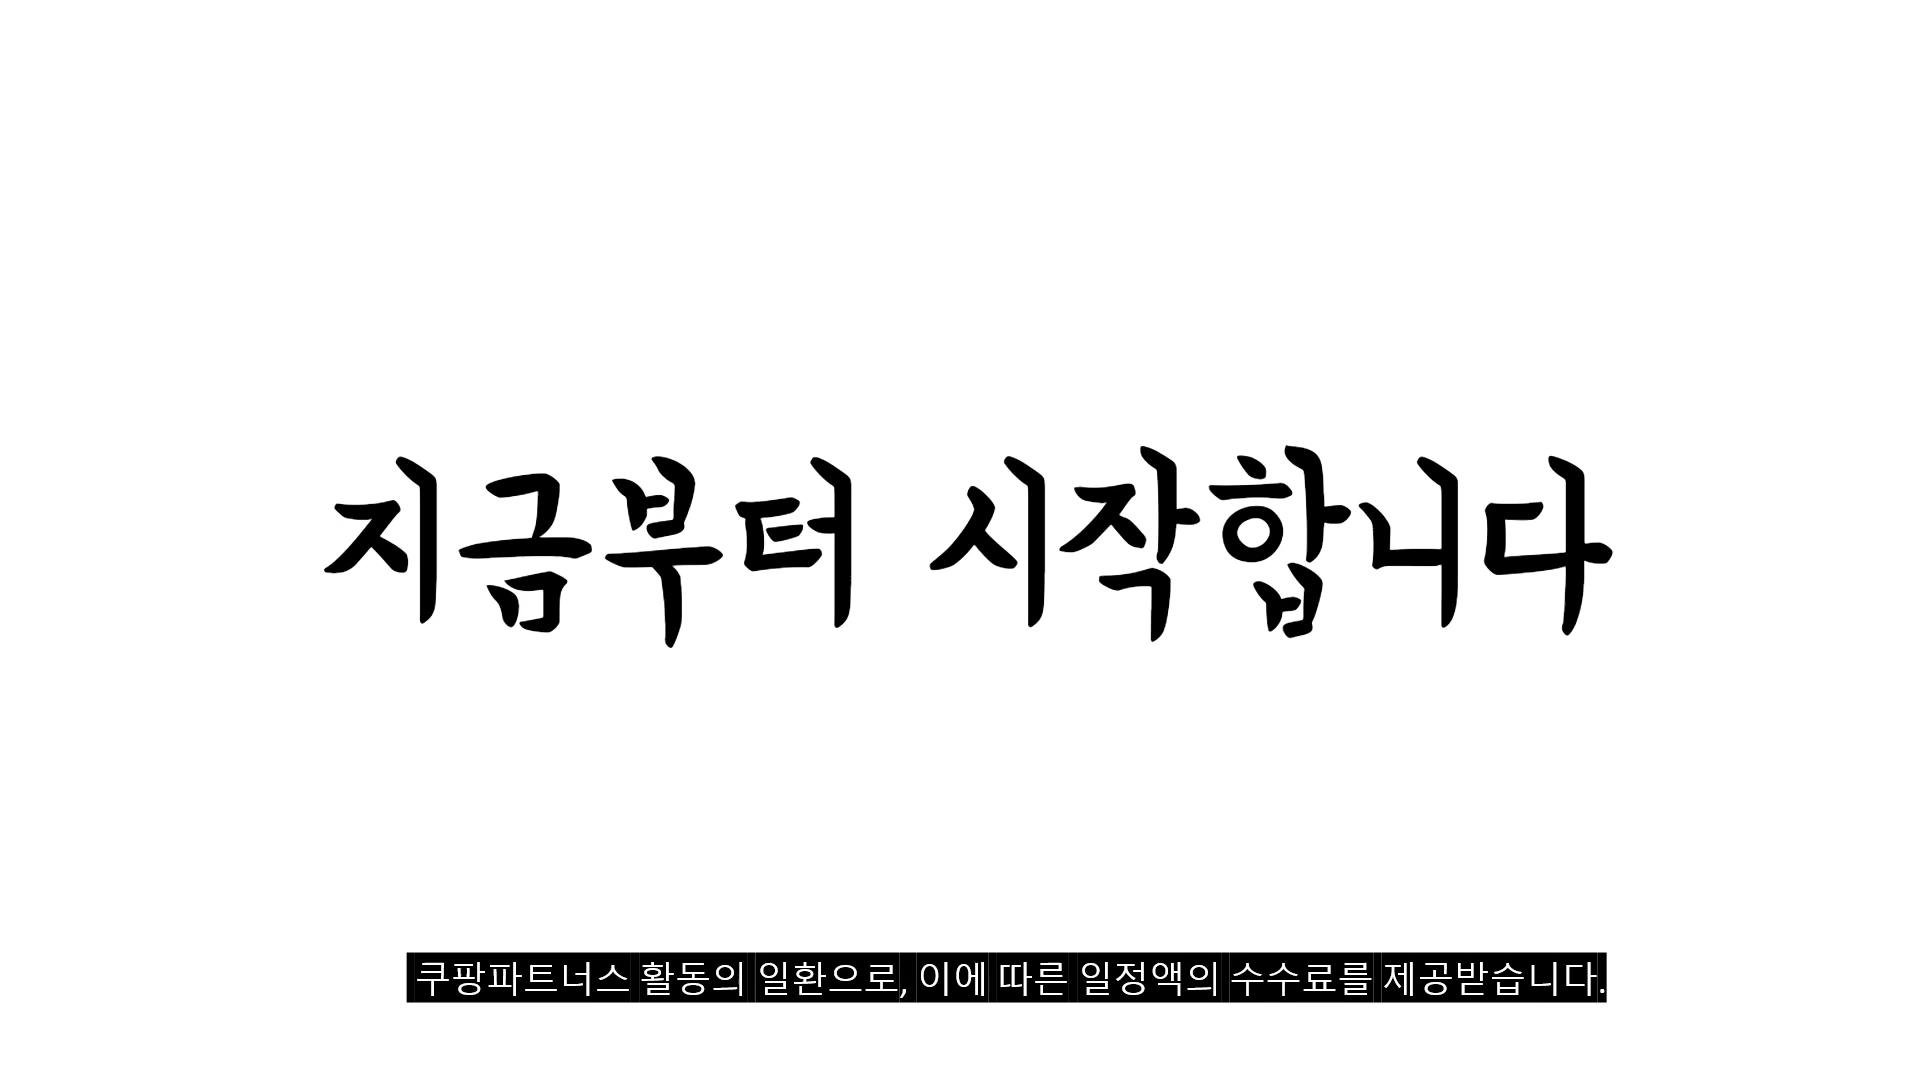 지금부터 시작합니다
쿠팡파트너스 활동의 일환으로, 이에 따른 일정액의 수수료를 제공받습니다.